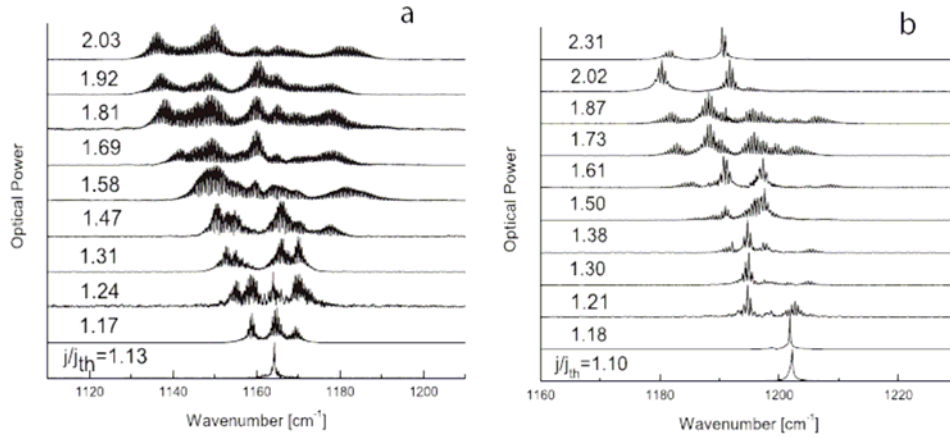 a
Optical Power
2.03
1.92
1.81
1.69
1.58
1.47
1.31
1.24
1.17
j/jth=1.13
1120 1140 1160 1180 1200
Wavenumber [cm-1]
b
Optical Power
2.31
2.02
1.87
1.73
1.61
1.50
1.38
1.30
1.21
1.18
j/jth=1.10
1160 1180 1200 1220
Wavenumber [cm-1]